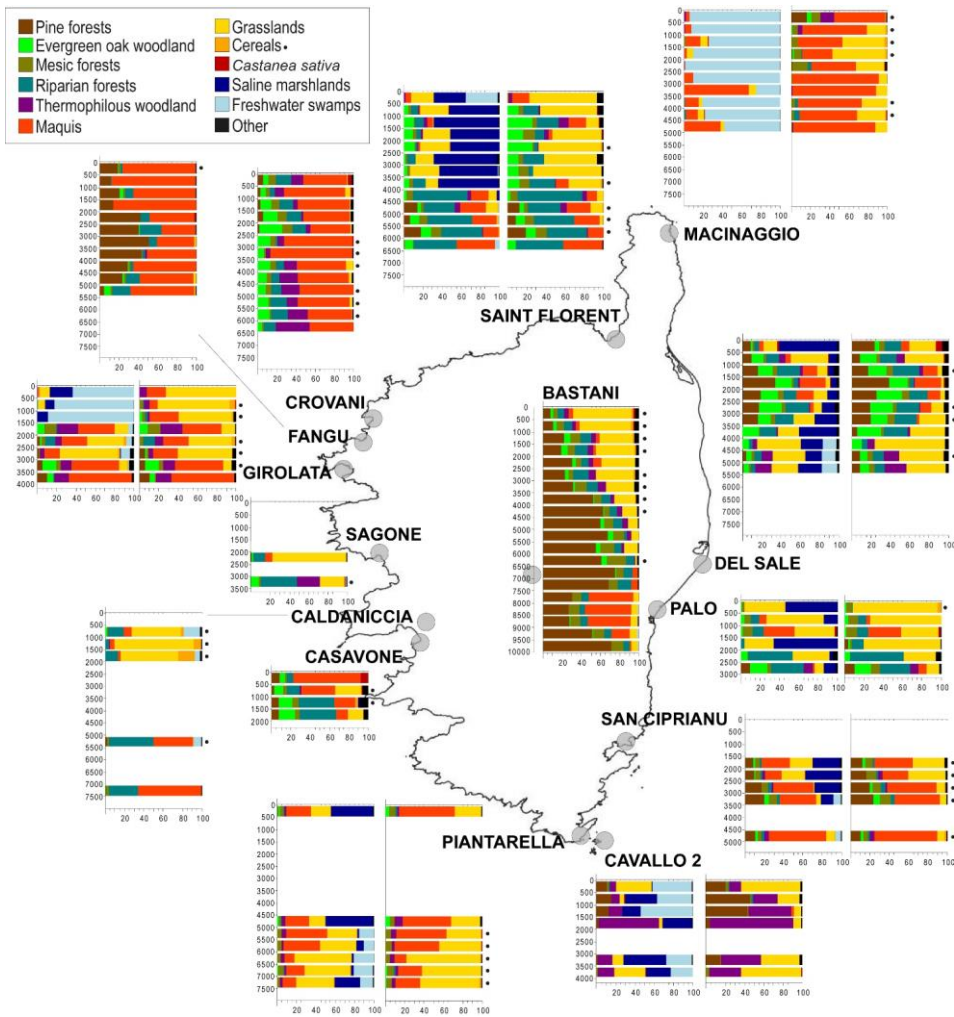 Pine forests
Evergreen oak woodland
Mesic forests
Riparian forests
Thermophilous woodland
Maquis
Grasslands
Cereals •
Castanea sativa
Saline marshlands
Freshwater swamps
Other
MACINAGGIO
SAINT FLORENT
CROVANI
FANGU
GIROLATA
BASTANI
SAGONE
DEL SALE
CALDANICCIA
PALO
CASAVONE
SAN CIPRIANU
PIANTARELLA
CAVALLO 2
0
500
1000
1500
2000
2500
3000
3500
4000
4500
5000
5500
6000
6500
7000
7500
8000
8500
9000
9500
10000
20 40 60 80 100